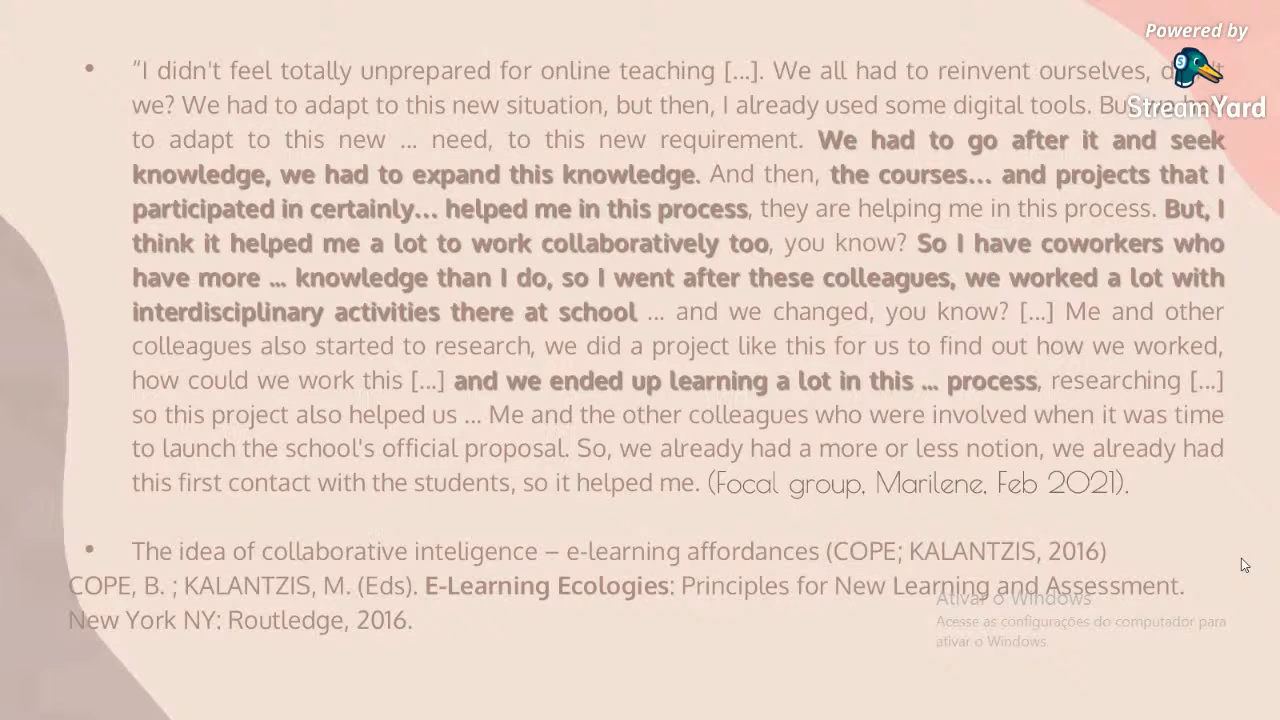 Powered by
StreamYard
• “I didn't feel totally unprepared for online teaching [...]. We all had to reinvent ourselves,
we? We had to adapt to this new situation, but then, I already used some digital tools.
to adapt to this new ... need, to this new requirement. We had to go after it and seek
knowledge, we had to expand this knowledge. And then, the courses... and projects that I
participated in certainly... helped me in this process, they are helping me in this process. But, I
think it helped me a lot to work collaboratively too, you know? So I have coworkers who
have more ... knowledge than I do, so I went after these colleagues, we worked a lot with
interdisciplinary activities there at school ... and we changed, you know? [...] Me and other
colleagues also started to research, we did a project like this for us to find out how we worked,
how could we work this [...] and we ended up learning a lot in this ... process, researching [...]
so this project also helped us ... Me and the other colleagues who were involved when it was time
to launch the school's official proposal. So, we already had a more or less notion, we already had
this first contact with the students, so it helped me. (Focal group, Marilene, Feb 2021).
• The idea of collaborative inteligence – e-learning affordances (COPE; KALANTZIS, 2016)
COPE, B. ; KALANTZIS, M. (Eds). E-Learning Ecologies: Principles for New Learning and Assessment.
New York NY: Routledge, 2016.
Ativar o Windows
Acesse as configurações do computador para
ativar o Windows.